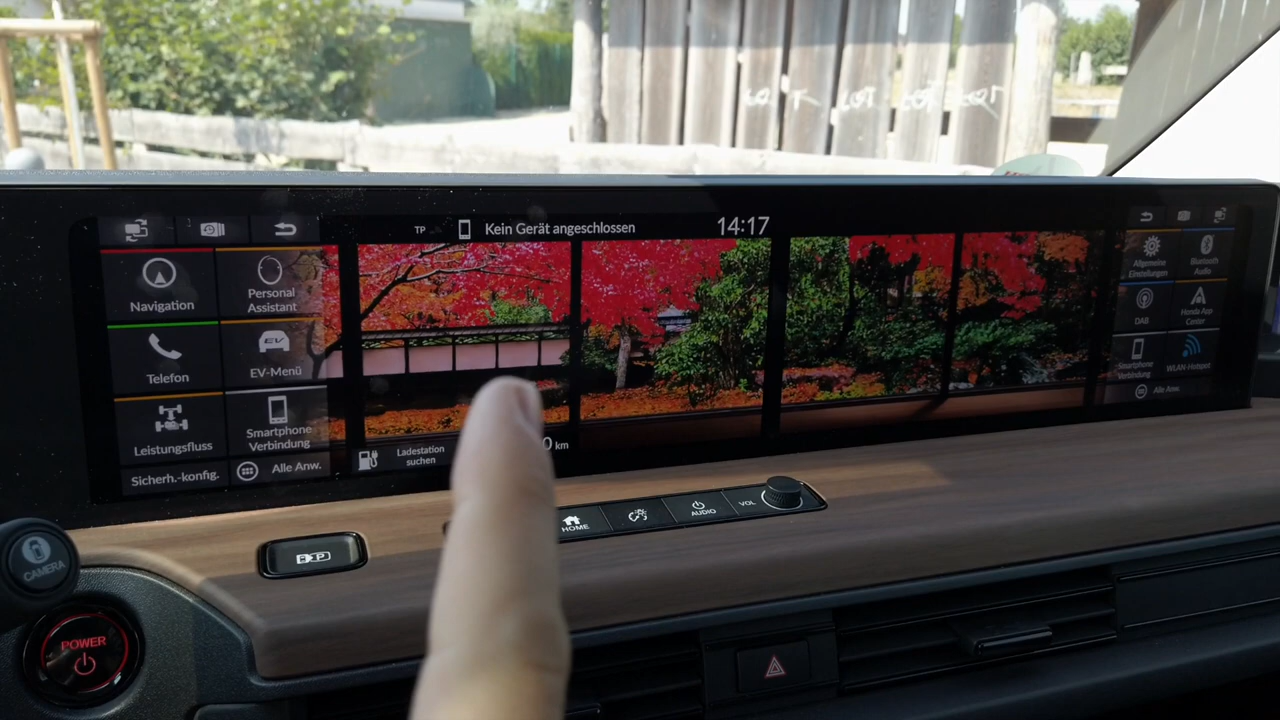 TP Kein Gerät angeschlossen 14:17
Navigation
Personal
Assistant
Telefon
EV
EV-Menü
Leistungsfluss
Smartphone
Verbindung
Sicherh.-konfig.
Alle Anw.
Ladestation
suchen
0 km
Allgemeine
Einstellungen
Bluetooth
Audio
DAB
Honda App
Center
Smartphone
Verbindung
WLAN-Hotspot
Alle Anw.
HOME
AUDIO
VOL
CAMERA
POWER